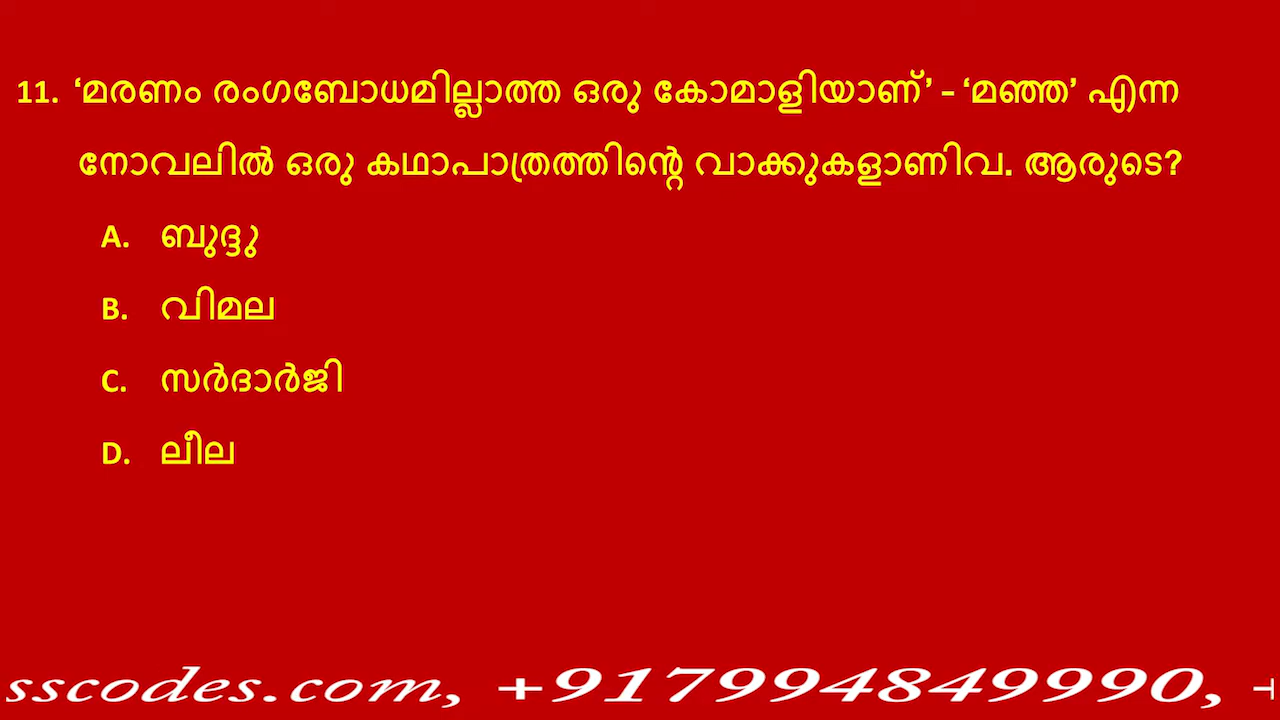 11. ‘മരണം രംഗബോധമില്ലാത്ത ഒരു കോമാളിയാണ്’ – ‘മഞ്ഞ’ എന്ന
നോവലിൽ ഒരു കഥാപാത്രത്തിന്റെ വാക്കുകളാണിവ. ആരുടെ?
A. ബുദ്ദു
B. വിമല
C. സർദാർജി
D. ലീല
sscodes.com, +917994849990, +